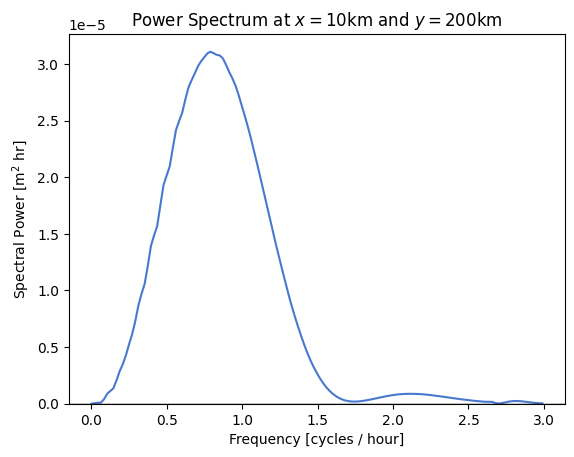 Power Spectrum at x = 10km and y = 200km
1e−5
3.0
2.5
2.0
1.5
1.0
0.5
0.0
Spectral Power [m² hr]
0.0 0.5 1.0 1.5 2.0 2.5 3.0
Frequency [cycles / hour]